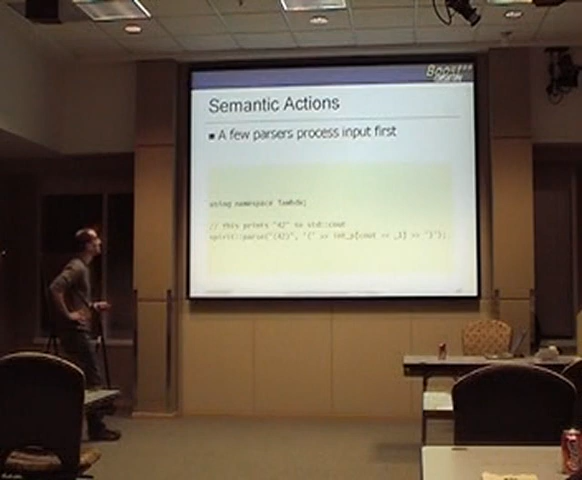 Boost
Semantic Actions
■ A few parsers process input first
using namespace lambda;
// this prints "42" to std::cout
spirit::parse("(42)", '(' >> int_p[cout << _1] >> ')');